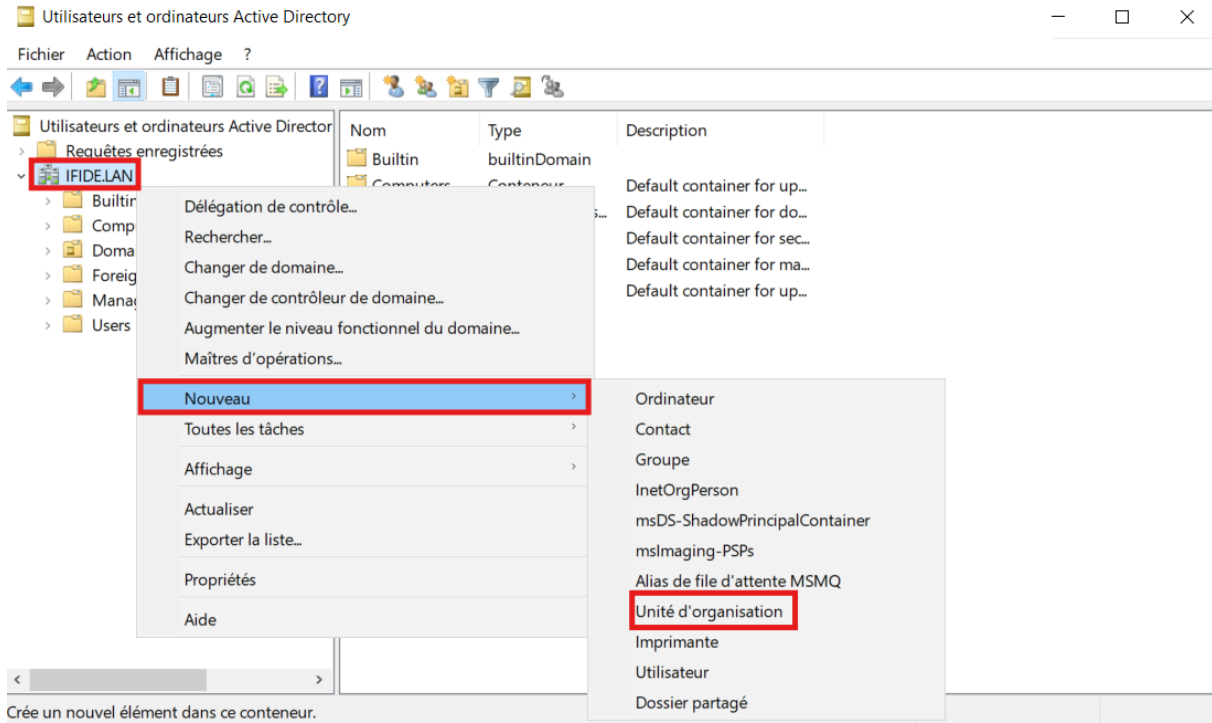 Utilisateurs et ordinateurs Active Directory
Fichier Action Affichage ?
Utilisateurs et ordinateurs Active Director
Requêtes enregistrées
IFIDE.LAN
Builtin
Comp
Doma
Foreig
Manag
Users
Nom Type Description
Builtin builtinDomain
Computers Conteneur Default container for up...
s... Default container for do...
Default container for sec...
Default container for ma...
Default container for up...
Délégation de contrôle...
Rechercher...
Changer de domaine...
Changer de contrôleur de domaine...
Augmenter le niveau fonctionnel du domaine...
Maîtres d'opérations...
Nouveau
Toutes les tâches
Affichage
Actualiser
Exporter la liste...
Propriétés
Aide
Ordinateur
Contact
Groupe
InetOrgPerson
msDS-ShadowPrincipalContainer
msImaging-PSPs
Alias de file d'attente MSMQ
Unité d'organisation
Imprimante
Utilisateur
Dossier partagé
Crée un nouvel élément dans ce conteneur.